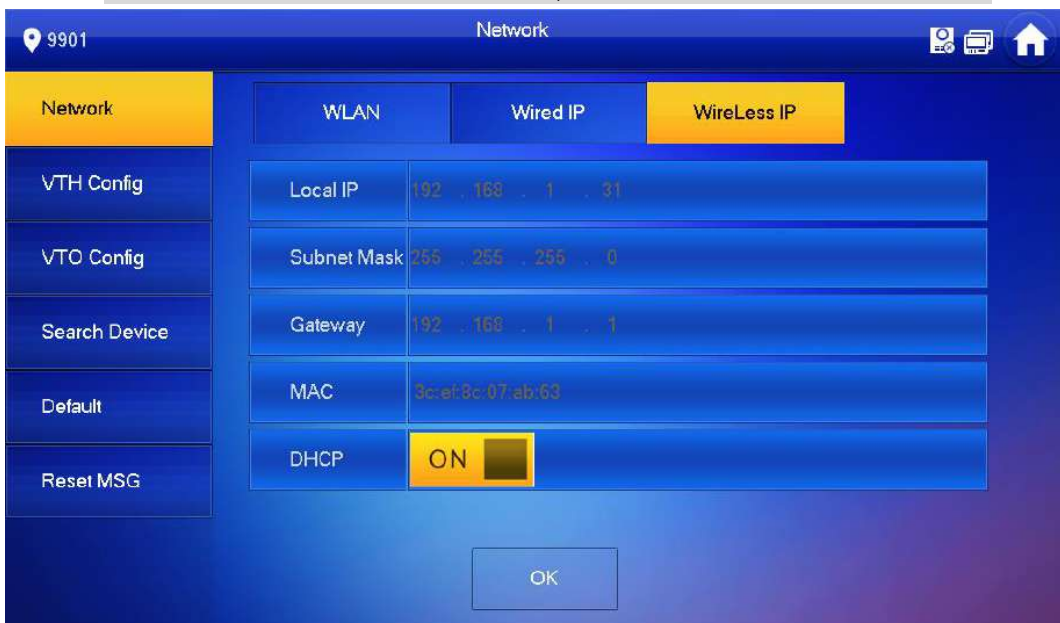 Network
9901
Network
WLAN
Wired IP
WireLess IP
VTH Config
Local IP 192 . 168 . 1 . 31
VTO Config
Subnet Mask 255 . 255 . 255 . 0
Search Device
Gateway 192 . 168 . 1 . 1
MAC 3c:ef:8c:07:ab:63
Default
DHCP ON
Reset MSG
OK